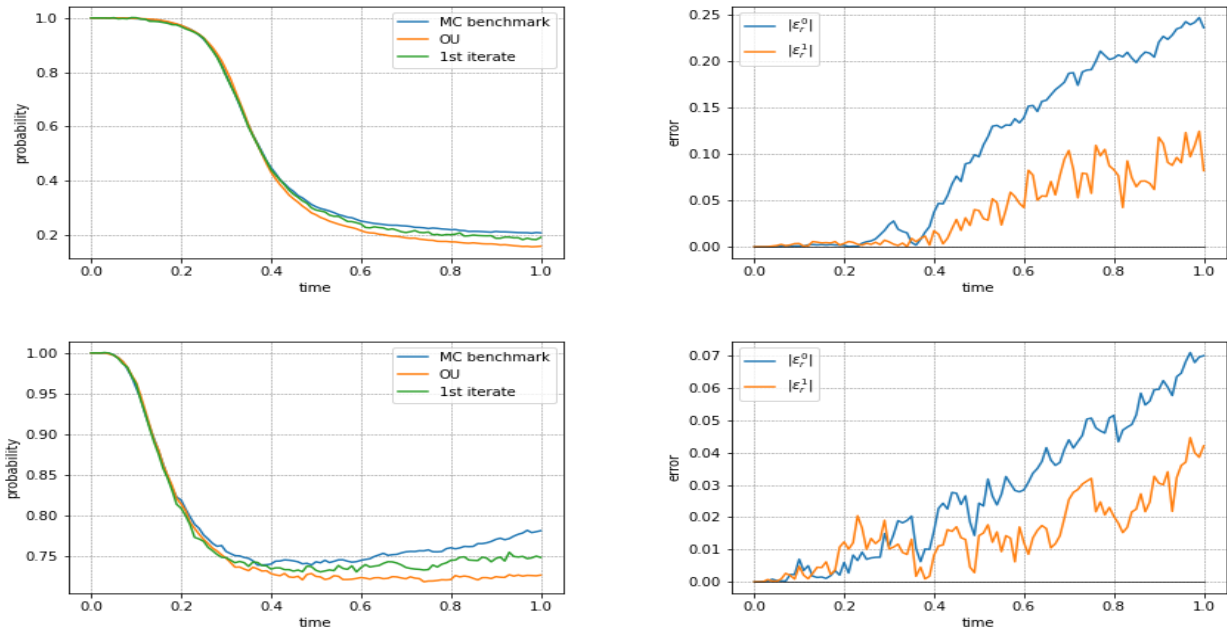 1.0
0.8
0.6
0.4
0.2
probability
0.0 0.2 0.4 0.6 0.8 1.0
time
MC benchmark
OU
1st iterate
0.25
0.20
0.15
0.10
0.05
0.00
error
0.0 0.2 0.4 0.6 0.8 1.0
time
|ε_r^0|
|ε_r^1|
1.00
0.95
0.90
0.85
0.80
0.75
probability
0.0 0.2 0.4 0.6 0.8 1.0
time
MC benchmark
OU
1st iterate
0.07
0.06
0.05
0.04
0.03
0.02
0.01
0.00
error
0.0 0.2 0.4 0.6 0.8 1.0
time
|ε_r^0|
|ε_r^1|